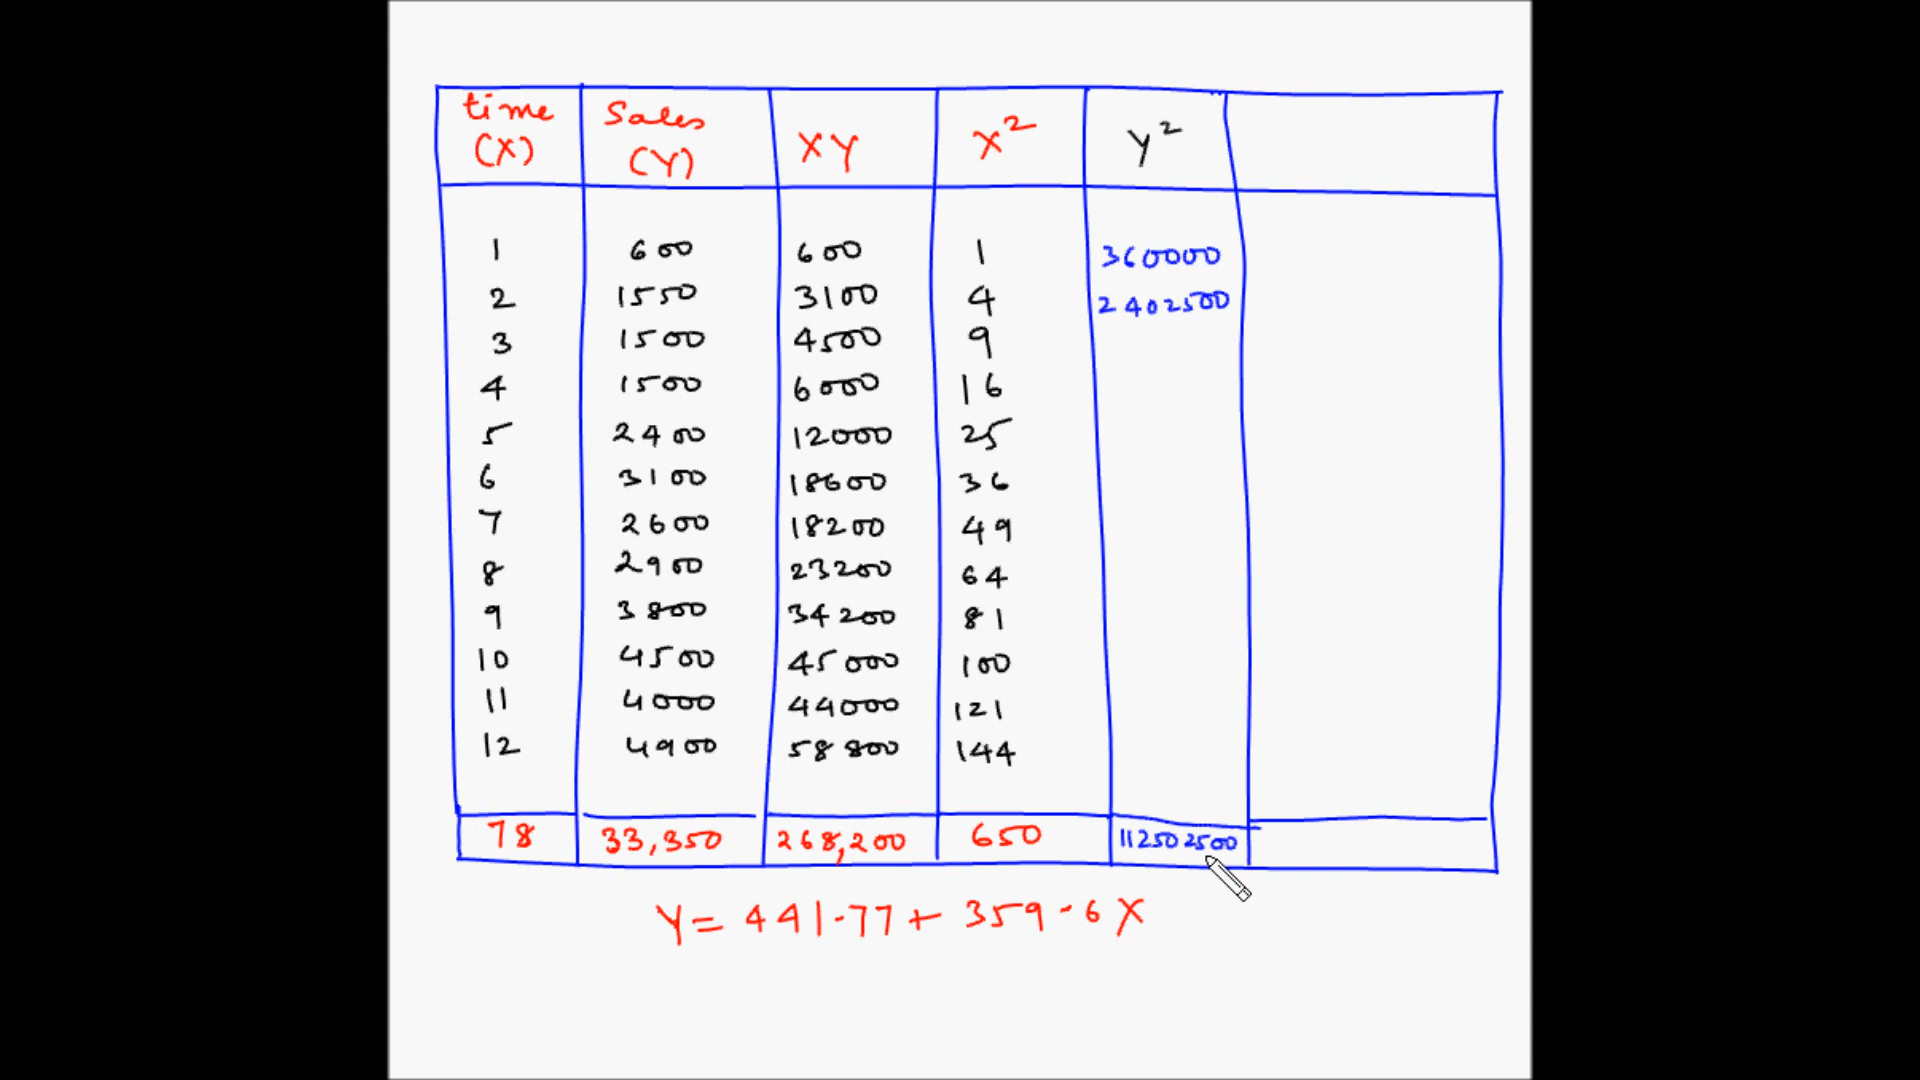 time (X) Sales (Y) XY X² Y²
1 600 600 1 360000
2 1550 3100 4 2402500
3 1500 4500 9
4 1500 6000 16
5 2400 12000 25
6 3100 18600 36
7 2600 18200 49
8 2900 23200 64
9 3800 34200 81
10 4500 45000 100
11 4000 44000 121
12 4900 58800 144
78 33,350 268,200 650 112502500
Y = 441.77 + 359.6 X